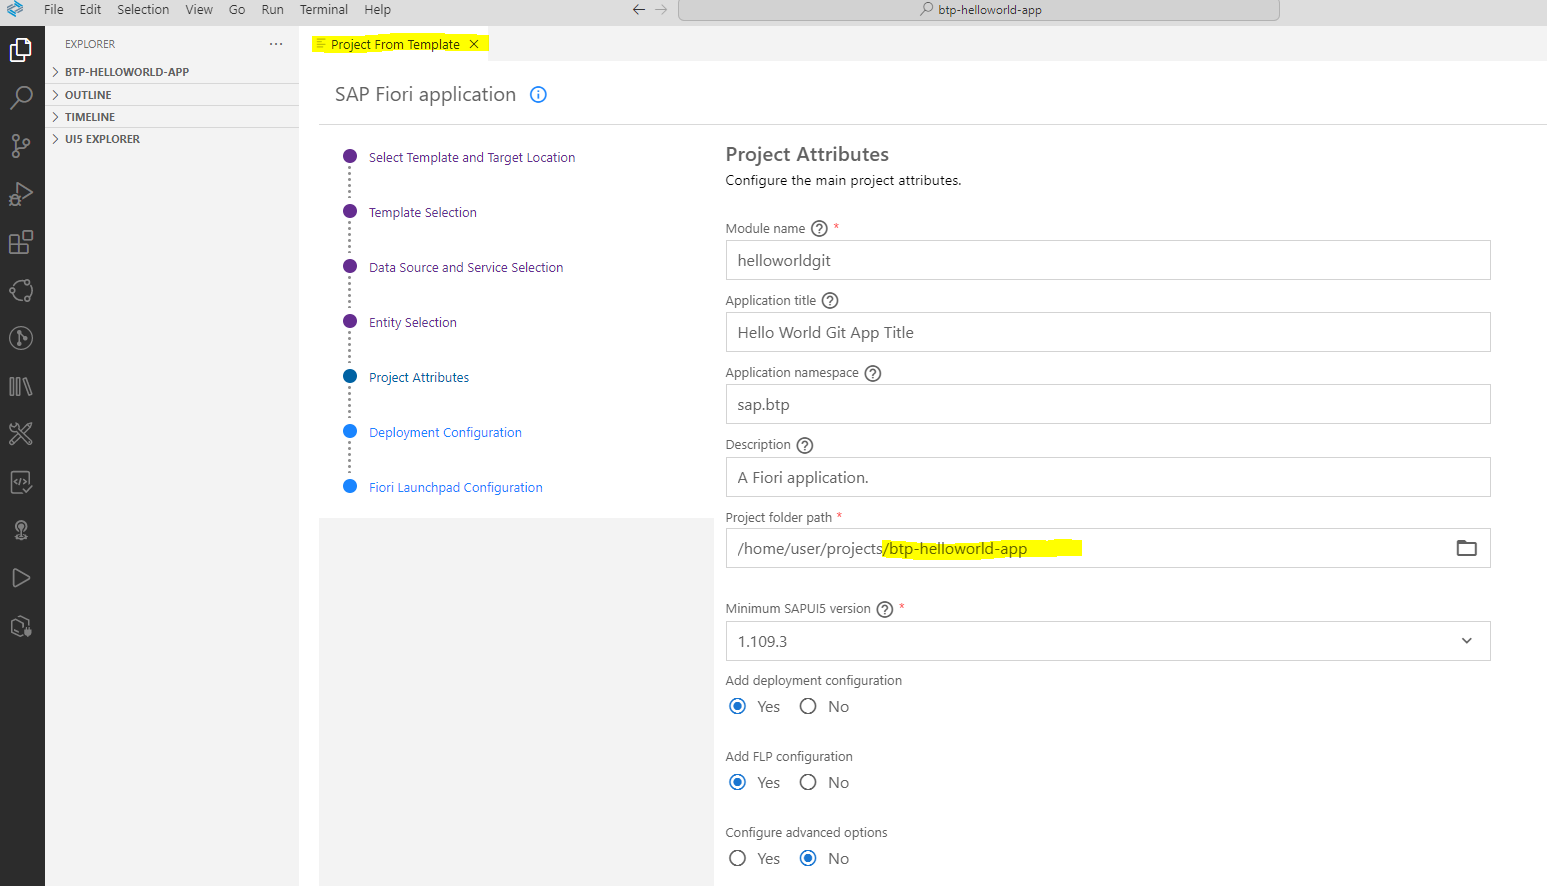 File Edit Selection View Go Run Terminal Help
btp-helloworld-app
EXPLORER
BTP-HELLOWORLD-APP
OUTLINE
TIMELINE
UI5 EXPLORER
Project From Template
SAP Fiori application
Select Template and Target Location
Template Selection
Data Source and Service Selection
Entity Selection
Project Attributes
Deployment Configuration
Fiori Launchpad Configuration
Project Attributes
Configure the main project attributes.
Module name *
helloworldgit
Application title
Hello World Git App Title
Application namespace
sap.btp
Description
A Fiori application.
Project folder path *
/home/user/projects/btp-helloworld-app
Minimum SAPUI5 version *
1.109.3
Add deployment configuration
Yes No
Add FLP configuration
Yes No
Configure advanced options
Yes No